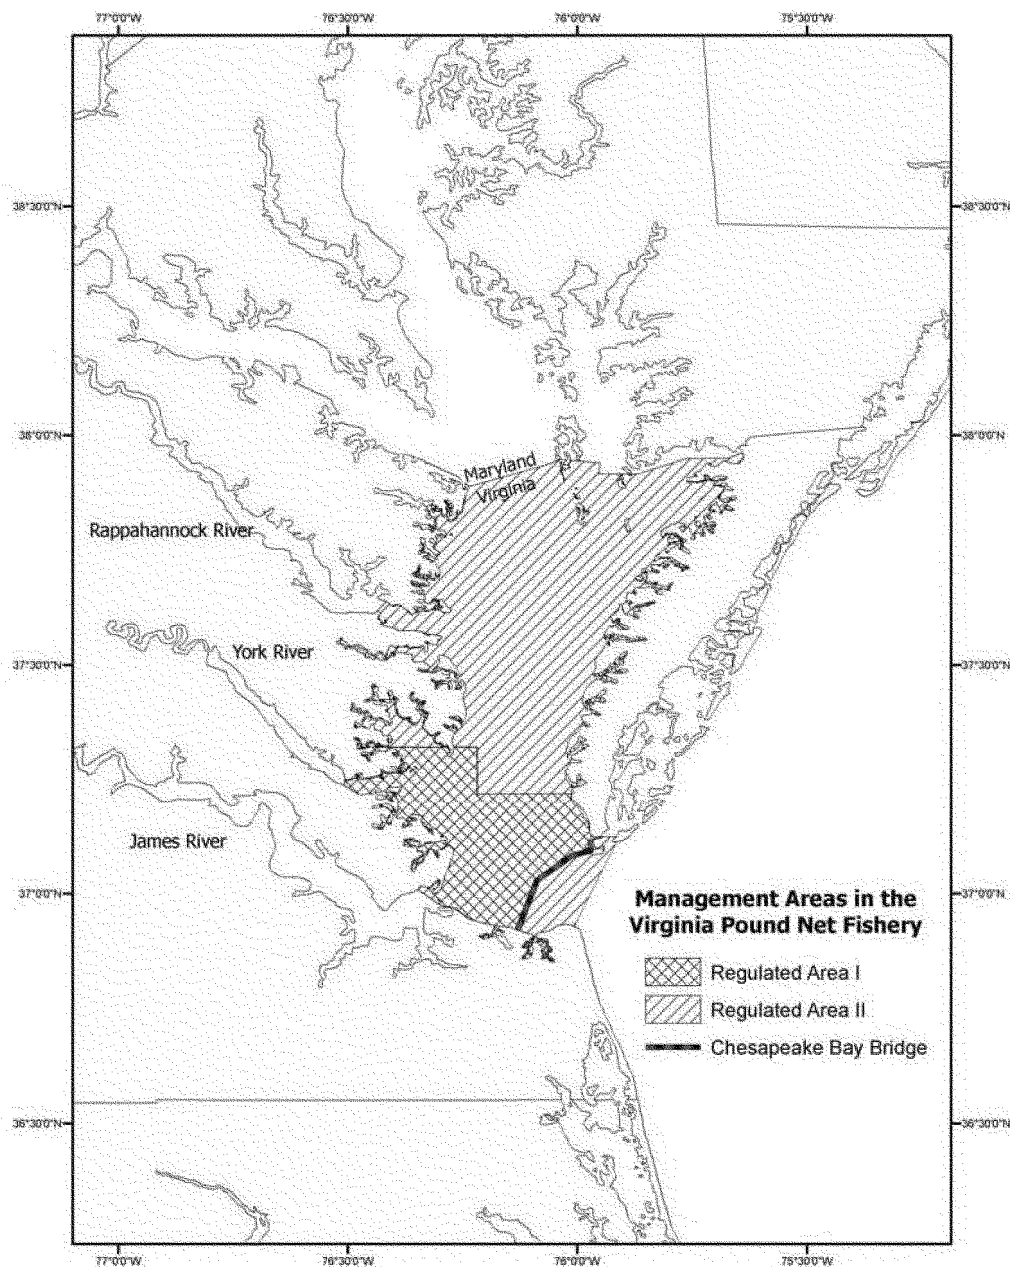 77°0'0"W 76°30'0"W 76°0'0"W 75°30'0"W
38°30'0"N 38°30'0"N
38°0'0"N 38°0'0"N
Maryland
Virginia
Rappahannock River
York River
37°30'0"N 37°30'0"N
James River
37°0'0"N 37°0'0"N
Management Areas in the
Virginia Pound Net Fishery
Regulated Area I
Regulated Area II
Chesapeake Bay Bridge
36°30'0"N 36°30'0"N
77°0'0"W 76°30'0"W 76°0'0"W 75°30'0"W